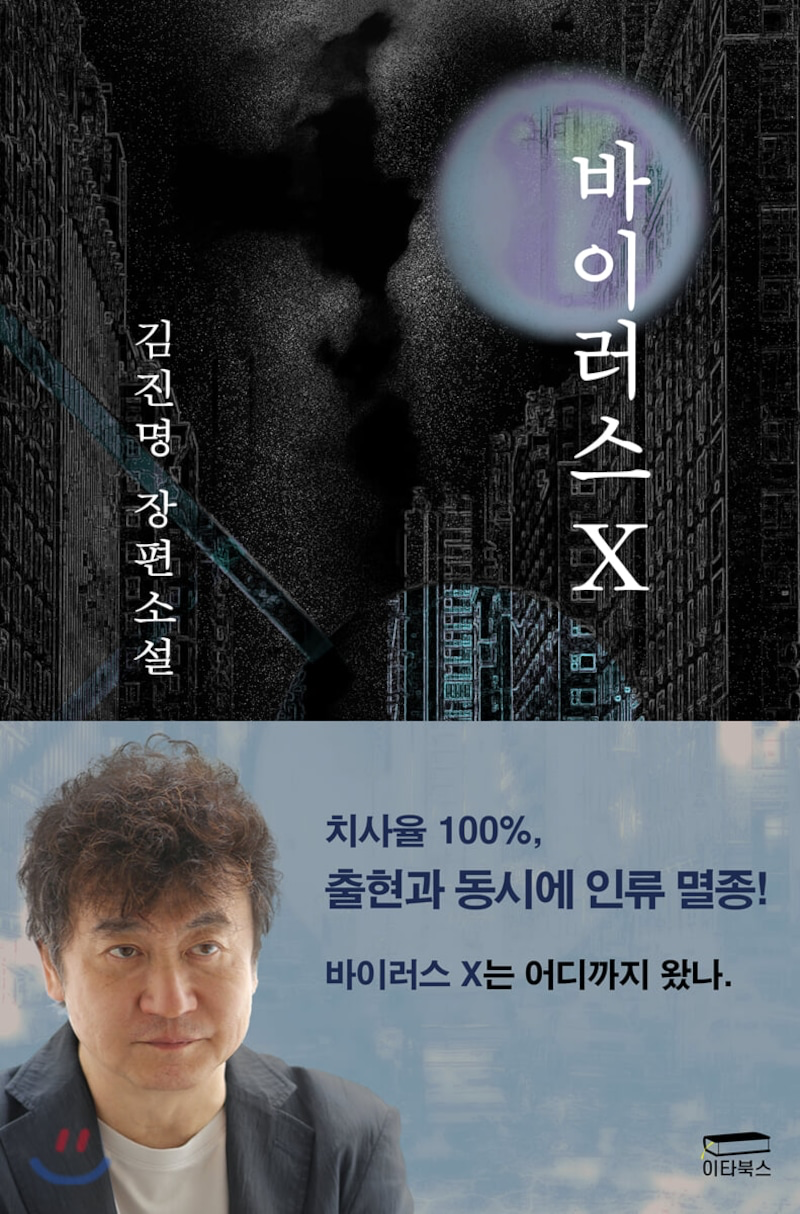 바이러스 X
김진명 장편소설
치사율 100%,
출현과 동시에 인류 멸종!
바이러스 X는 어디까지 왔나.
이타북스